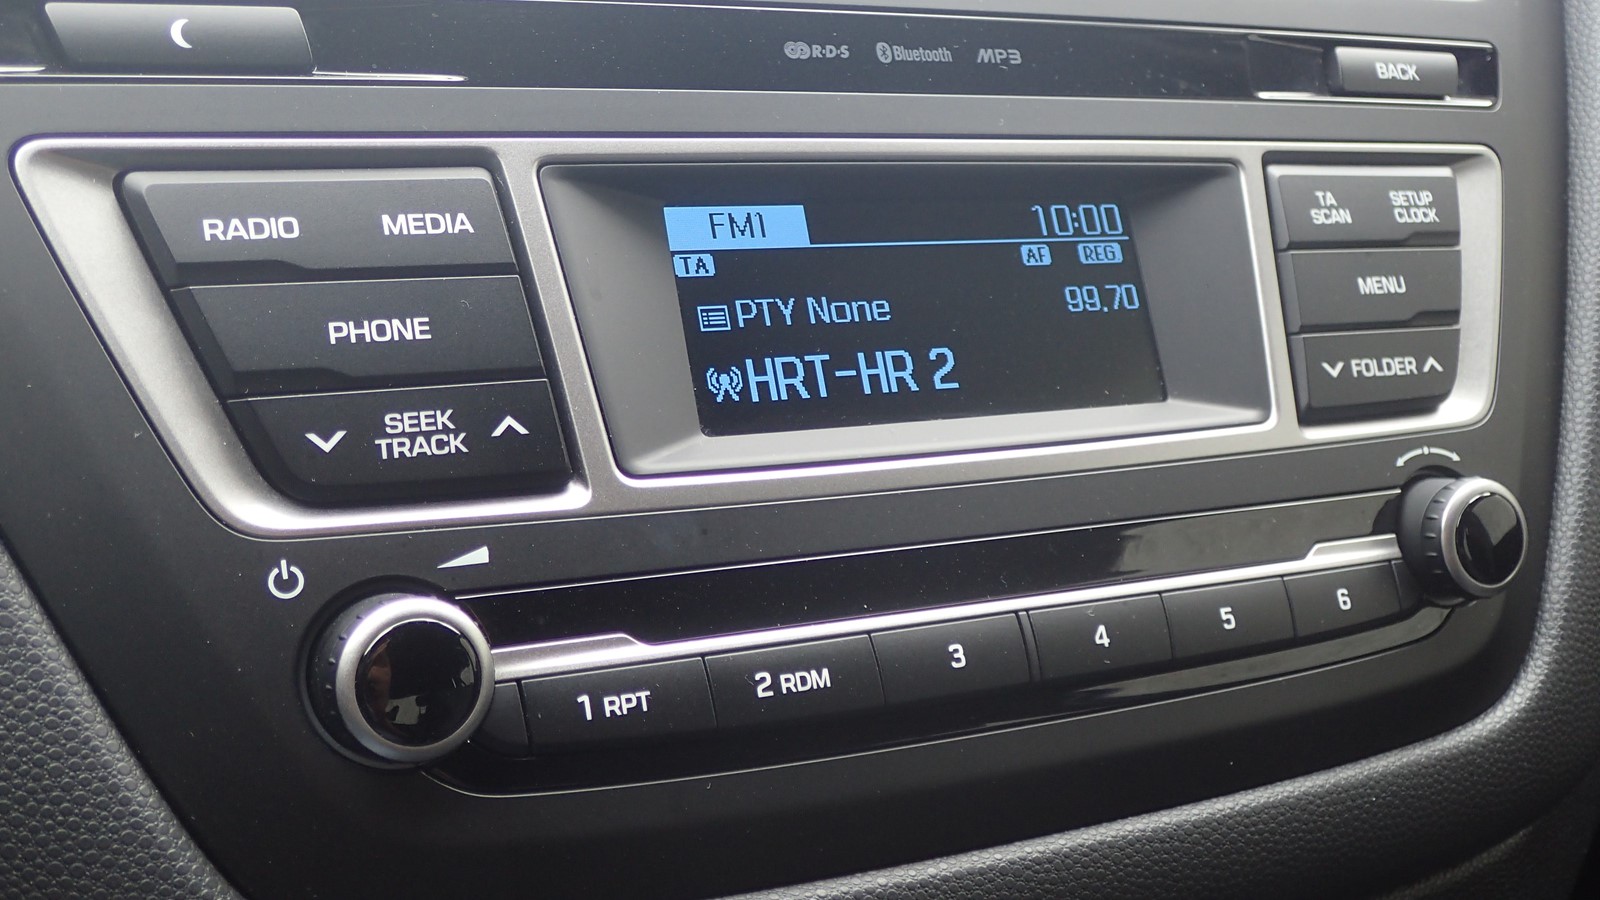 R·D·S Bluetooth MP3
BACK
RADIO MEDIA
PHONE
SEEK
TRACK
FM1 10:00
TA AF REG
PTY None 99.70
HRT-HR 2
TA
SCAN
SETUP
CLOCK
MENU
FOLDER
1 RPT
2 RDM
3
4
5
6